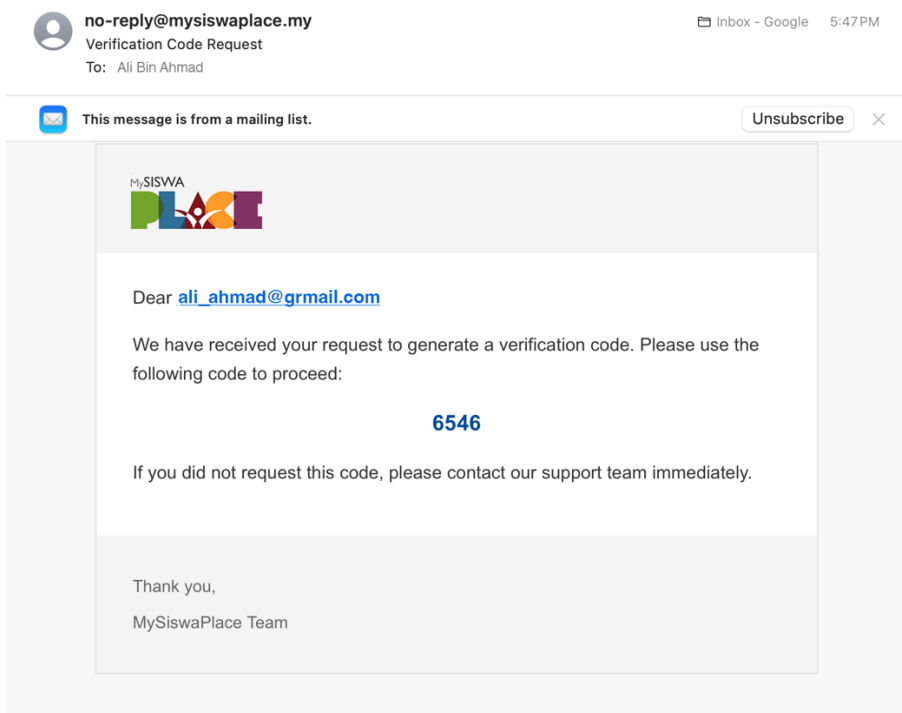 no-reply@mysiswaplace.my
Inbox - Google 5:47 PM
Verification Code Request
To: Ali Bin Ahmad
This message is from a mailing list.
Unsubscribe
MySISWA
PLACE
Dear ali_ahmad@grmail.com
We have received your request to generate a verification code. Please use the
following code to proceed:
6546
If you did not request this code, please contact our support team immediately.
Thank you,
MySiswaPlace Team